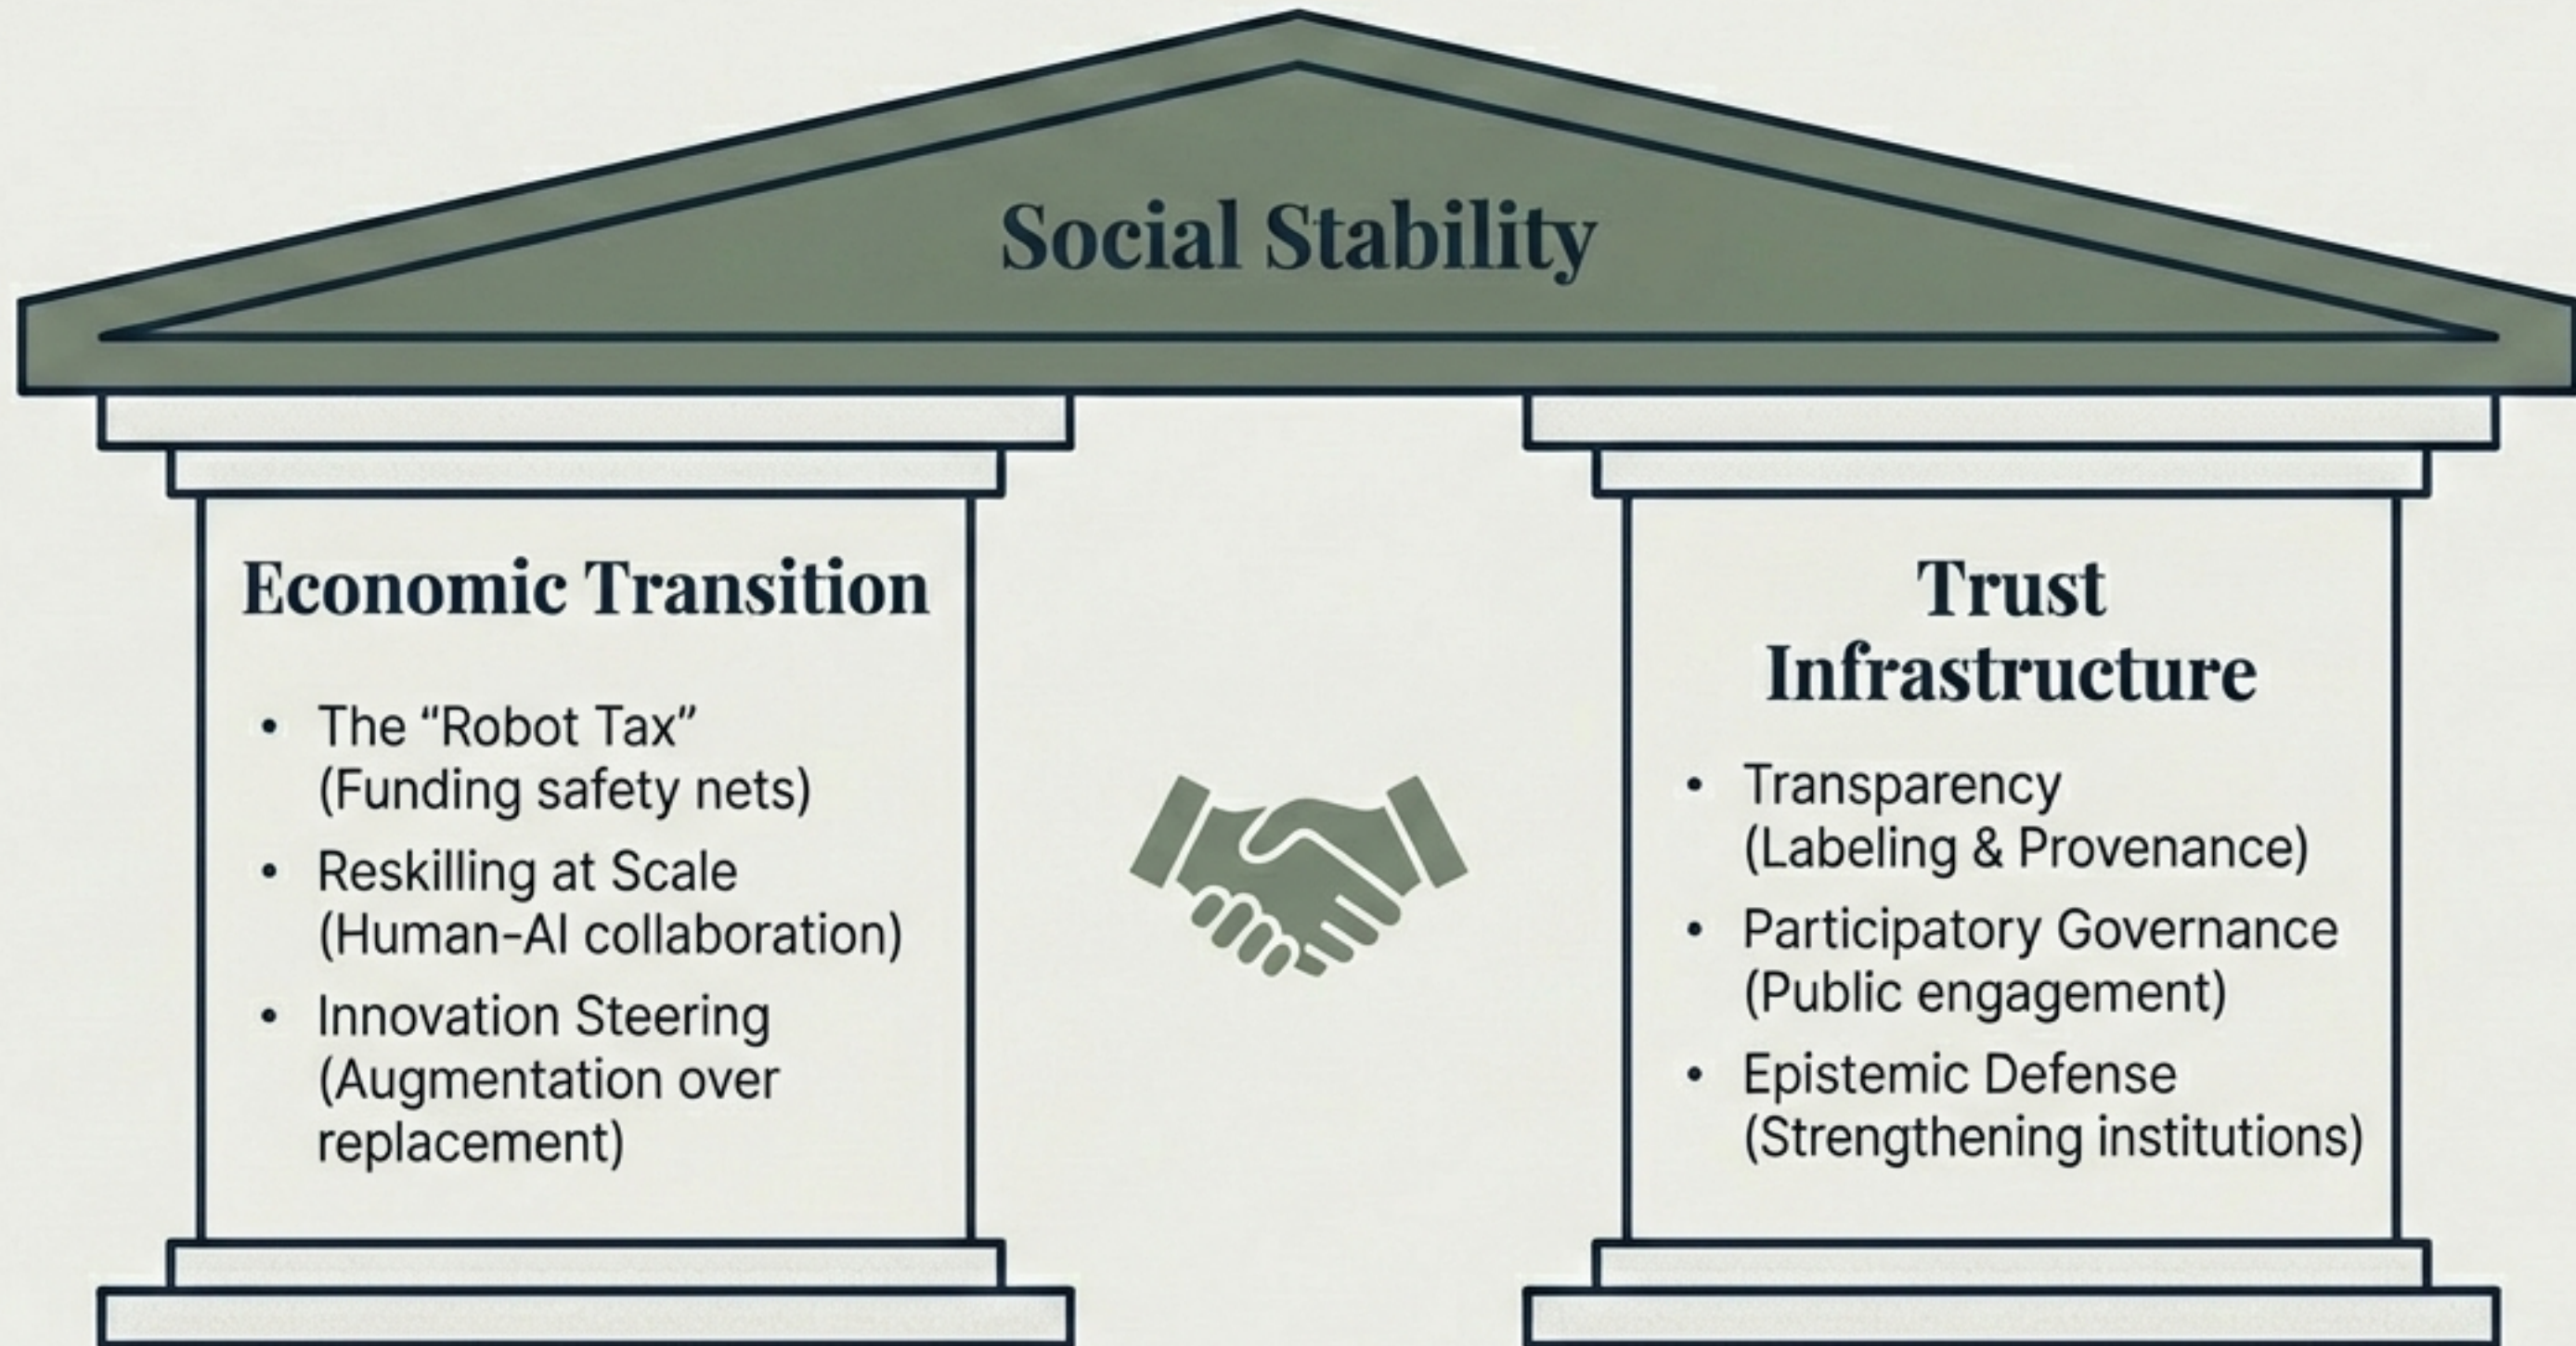 Social Stability
Economic Transition
• The “Robot Tax”
(Funding safety nets)
• Reskilling at Scale
(Human-AI collaboration)
• Innovation Steering
(Augmentation over
replacement)
Trust
Infrastructure
• Transparency
(Labeling & Provenance)
• Participatory Governance
(Public engagement)
• Epistemic Defense
(Strengthening institutions)